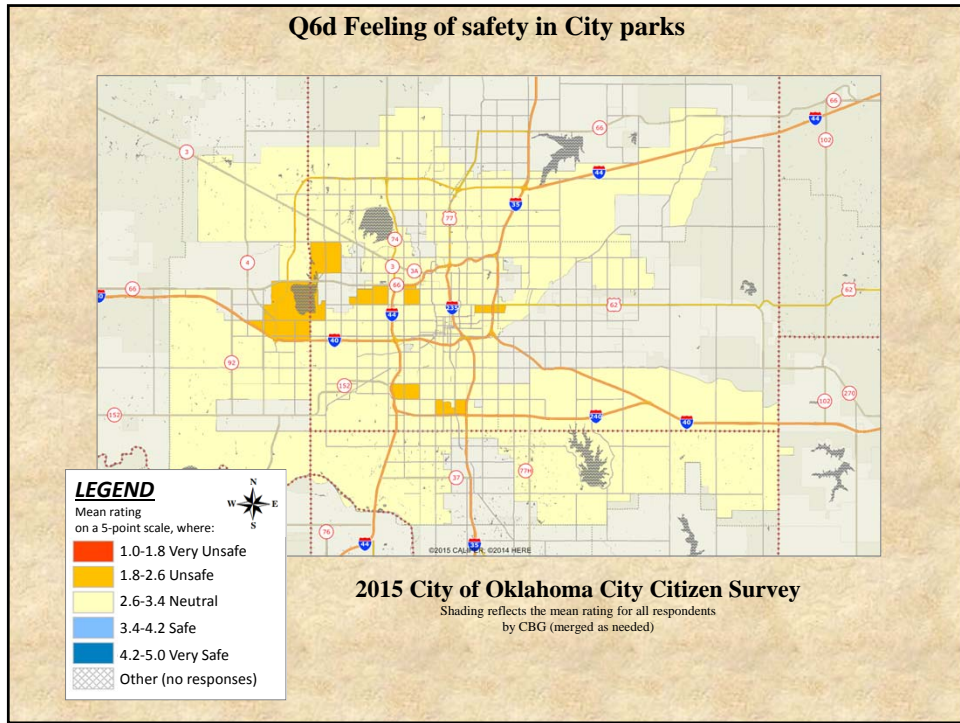 Q6d Feeling of safety in City parks
66
44
3
66
102
44
35
77
74
4
3
3A
66
66
62
62
235
44
40
92
152
270
152
102
240
40
37
77H
76
44
35
©2015 CALIPER; ©2014 HERE
LEGEND
Mean rating
on a 5-point scale, where:
N
W
E
S
1.0-1.8 Very Unsafe
1.8-2.6 Unsafe
2.6-3.4 Neutral
3.4-4.2 Safe
4.2-5.0 Very Safe
Other (no responses)
2015 City of Oklahoma City Citizen Survey
Shading reflects the mean rating for all respondents
by CBG (merged as needed)